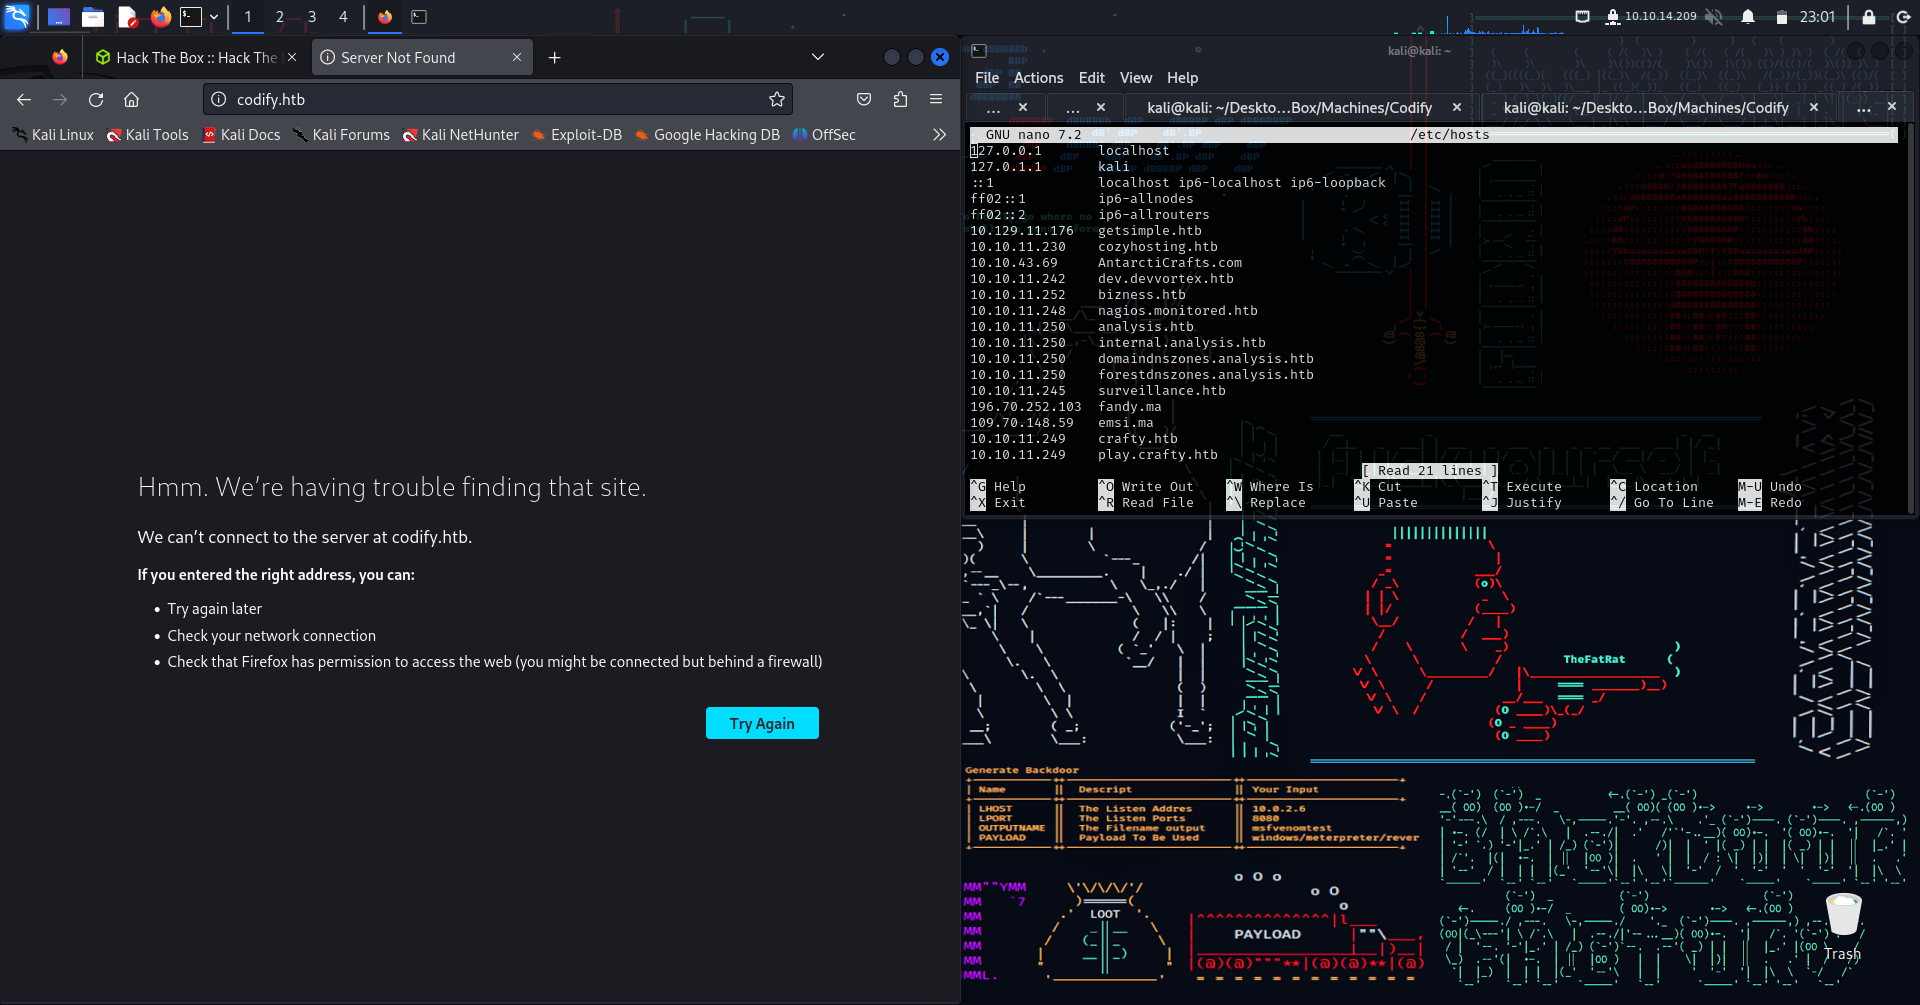 1 2 3 4
10.10.14.209
23:01
Hack The Box :: Hack The
Server Not Found
codify.htb
Kali Linux
Kali Tools
Kali Docs
Kali Forums
Kali NetHunter
Exploit-DB
Google Hacking DB
OffSec
Hmm. We're having trouble finding that site.
We can't connect to the server at codify.htb.
If you entered the right address, you can:
Try again later
Check your network connection
Check that Firefox has permission to access the web (you might be connected but behind a firewall)
Try Again
kali@kali: ~
File Actions Edit View Help
... ... kali@kali: ~/Deskto...Box/Machines/Codify kali@kali: ~/Deskto...Box/Machines/Codify ...
GNU nano 7.2 /etc/hosts
127.0.0.1 localhost
127.0.1.1 kali
::1 localhost ip6-localhost ip6-loopback
ff02::1 ip6-allnodes
ff02::2 ip6-allrouters
10.129.11.176 getsimple.htb
10.10.11.230 cozyhosting.htb
10.10.43.69 AntarctiCrafts.com
10.10.11.242 dev.devvortex.htb
10.10.11.252 bizness.htb
10.10.11.248 nagios.monitored.htb
10.10.11.250 analysis.htb
10.10.11.250 internal.analysis.htb
10.10.11.250 domaindnszones.analysis.htb
10.10.11.250 forestdnszones.analysis.htb
10.10.11.245 surveillance.htb
196.70.252.103 fandy.ma
109.70.148.59 emsi.ma
10.10.11.249 crafty.htb
10.10.11.249 play.crafty.htb
[ Read 21 lines ]
^G Help ^O Write Out ^W Where Is ^K Cut ^T Execute ^C Location M-U Undo
^X Exit ^R Read File ^\ Replace ^U Paste ^J Justify ^/ Go To Line M-E Redo
TheFatRat
Generate Backdoor
Name Descript Your Input
LHOST The Listen Addres 10.0.2.6
LPORT The Listen Ports 8080
OUTPUTNAME The Filename output msfvenomtest
PAYLOAD Payload To Be Used windows/meterpreter/rever
LOOT
PAYLOAD
Trash